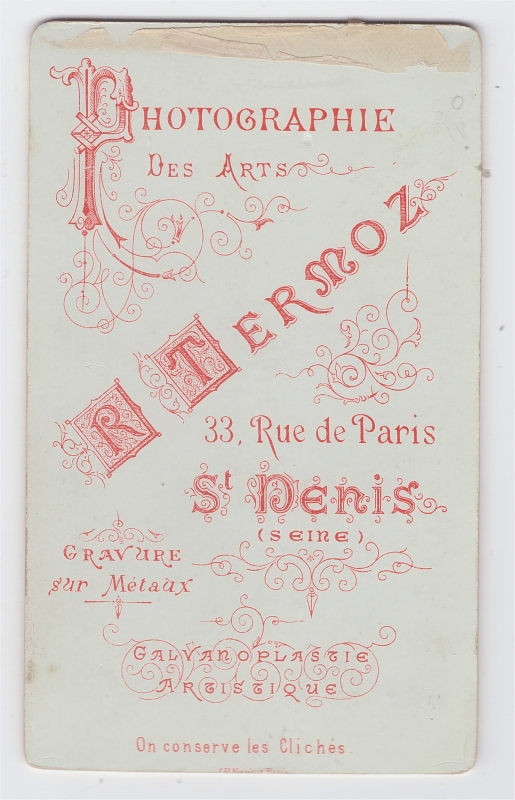 PHOTOGRAPHIE
DES ARTS
R TERMOZ
33, Rue de Paris
St Denis
(SEINE)
GRAVURE
sur Métaux
GALVANOPLASTIE
ARTISTIQUE
On conserve les Clichés.